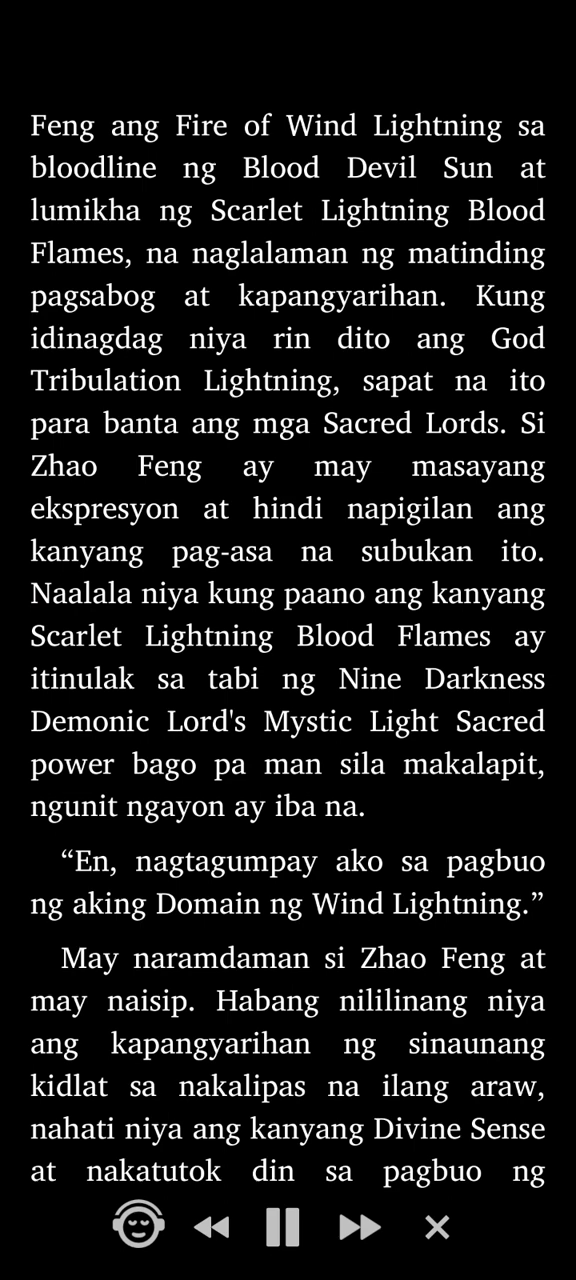 Feng ang Fire of Wind Lightning sa
bloodline ng Blood Devil Sun at
lumikha ng Scarlet Lightning Blood
Flames, na naglalaman ng matinding
pagsabog at kapangyarihan. Kung
idinagdag niya rin dito ang God
Tribulation Lightning, sapat na ito
para banta ang mga Sacred Lords. Si
Zhao Feng ay may masayang
ekspresyon at hindi napigilan ang
kanyang pag-asa na subukan ito.
Naalala niya kung paano ang kanyang
Scarlet Lightning Blood Flames ay
itinulak sa tabi ng Nine Darkness
Demonic Lord's Mystic Light Sacred
power bago pa man sila makalapit,
ngunit ngayon ay iba na.
“En, nagtagumpay ako sa pagbuo
ng aking Domain ng Wind Lightning.”
May naramdaman si Zhao Feng at
may naisip. Habang nililinang niya
ang kapangyarihan ng sinaunang
kidlat sa nakalipas na ilang araw,
nahati niya ang kanyang Divine Sense
at nakatutok din sa pagbuo ng